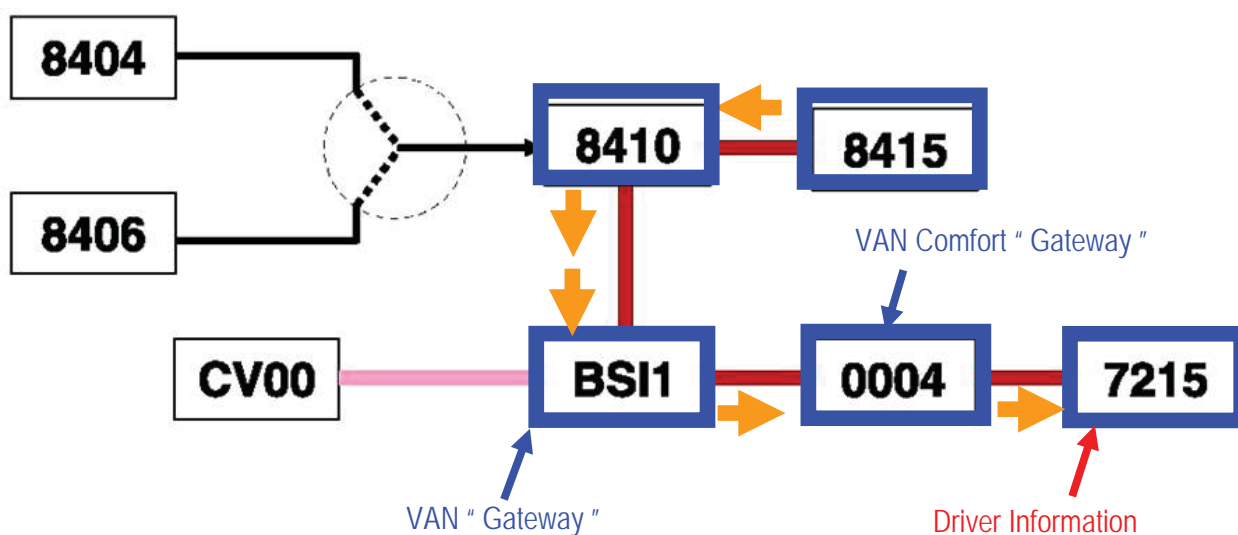 8404
8410
8415
8406
VAN Comfort “ Gateway ”
CV00
BSI1
0004
7215
VAN “ Gateway ”
Driver Information